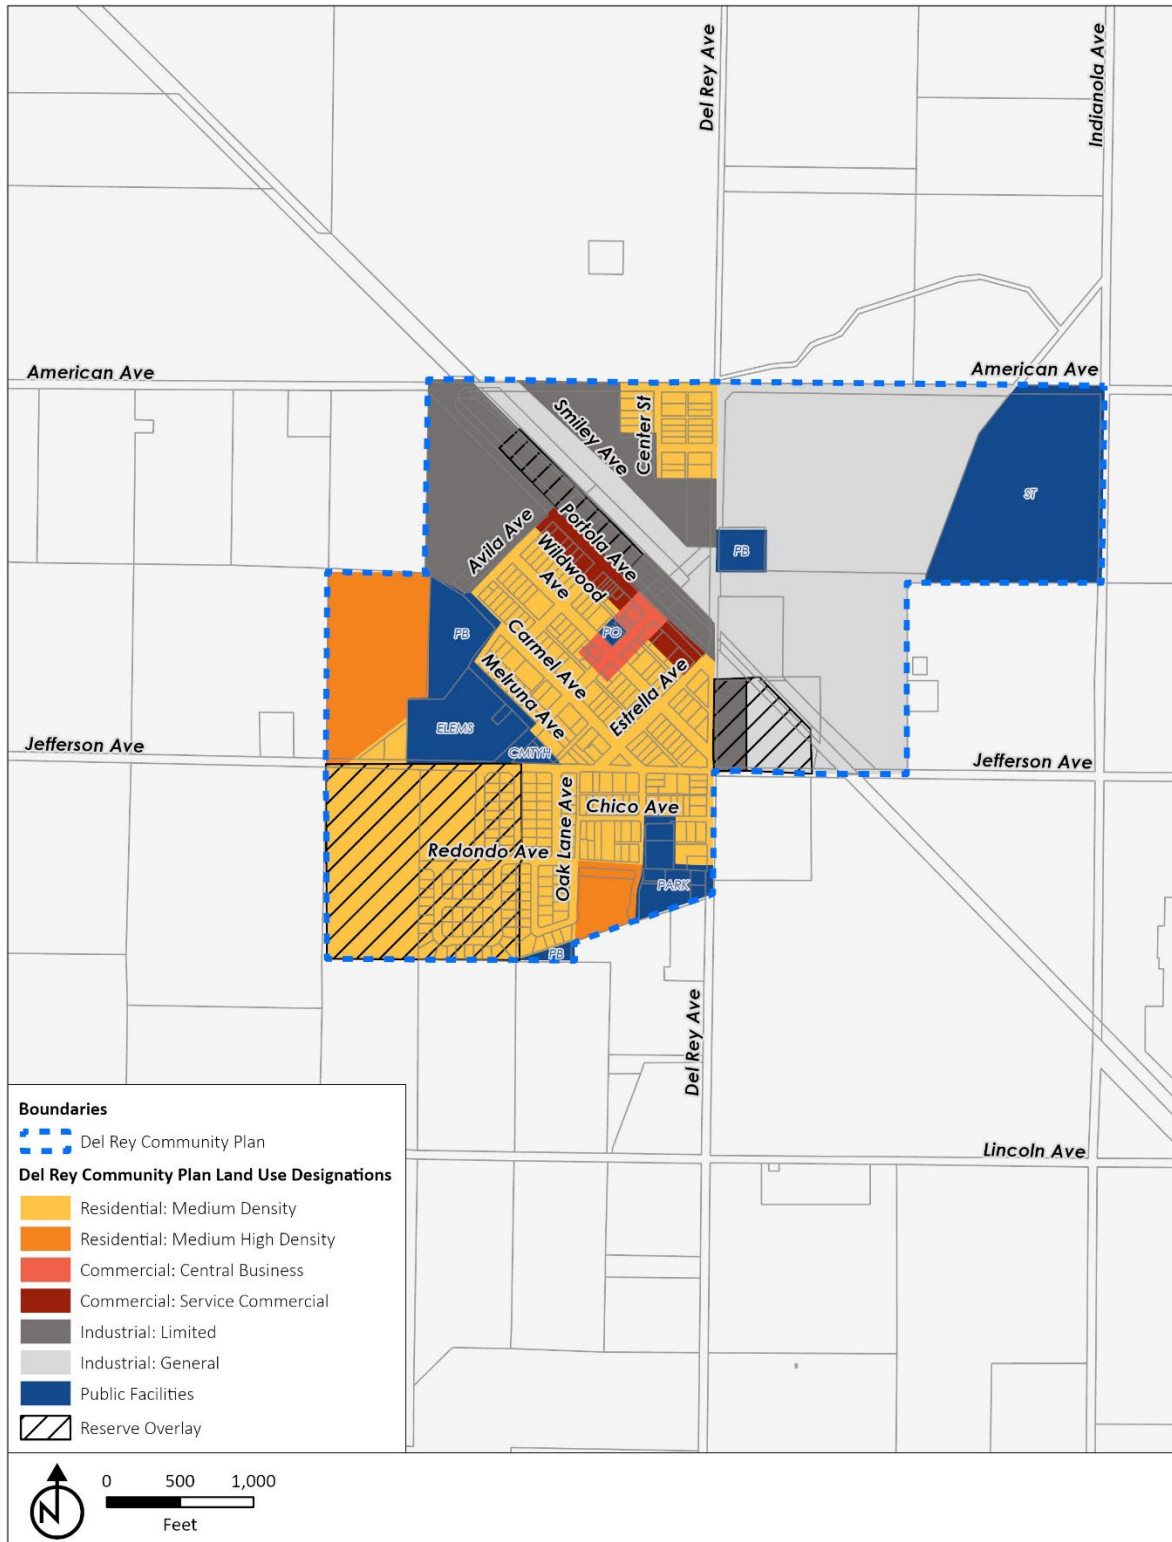 Del Rey Ave
Indianola Ave
American Ave
American Ave
Smiley Ave
Center St
ST
Portola Ave
Avila Ave
Wildwood
Ave
PB
PO
PB
Carmel Ave
Melruna Ave
Estrella Ave
ELEMS
CMTYH
Jefferson Ave
Jefferson Ave
Chico Ave
Oak Lane Ave
Redondo Ave
PARK
PB
Del Rey Ave
Lincoln Ave
Boundaries
Del Rey Community Plan
Del Rey Community Plan Land Use Designations
Residential: Medium Density
Residential: Medium High Density
Commercial: Central Business
Commercial: Service Commercial
Industrial: Limited
Industrial: General
Public Facilities
Reserve Overlay
N
0 500 1,000
Feet